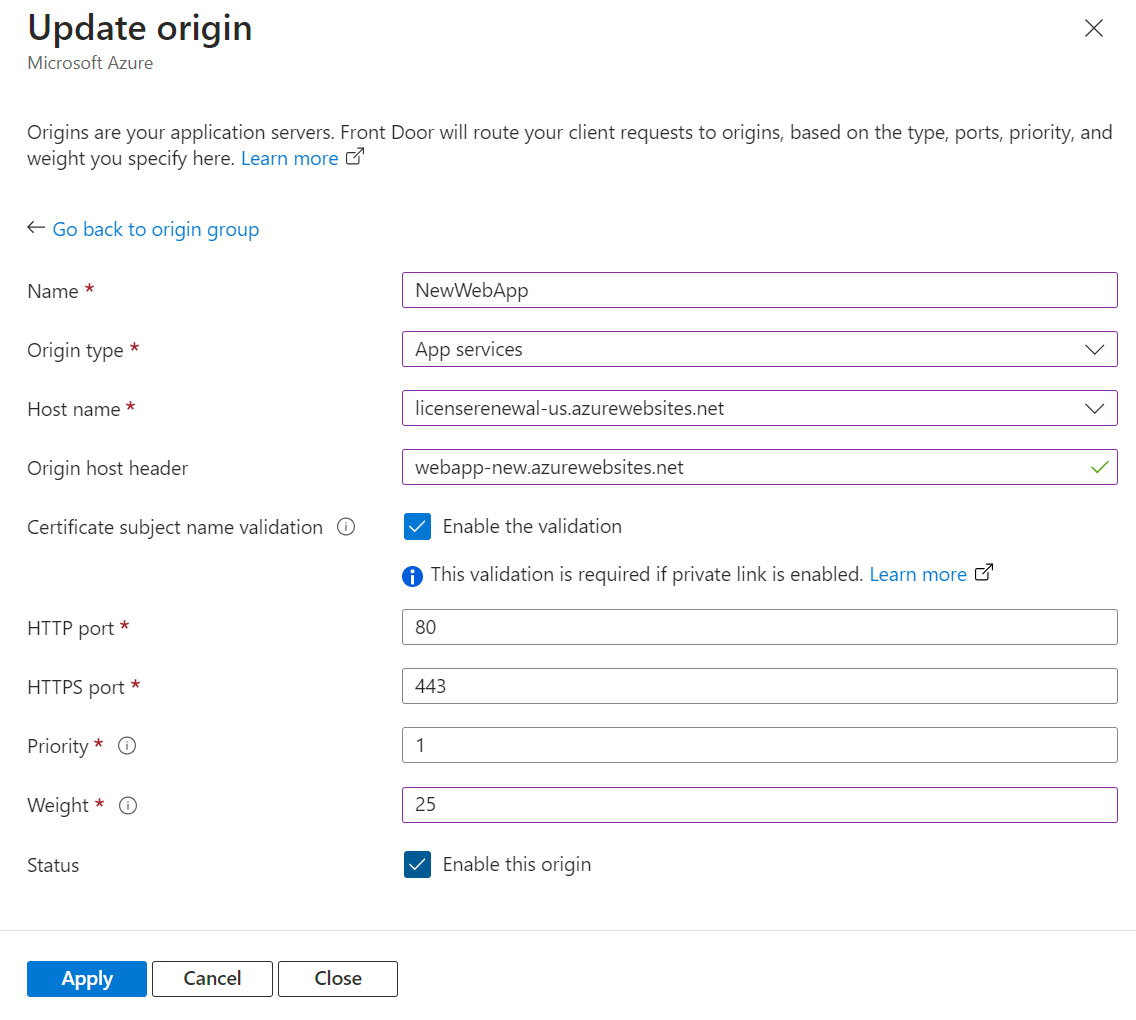 Update origin
Microsoft Azure
Origins are your application servers. Front Door will route your client requests to origins, based on the type, ports, priority, and
weight you specify here. Learn more
Go back to origin group
Name *
NewWebApp
Origin type *
App services
Host name *
licenserenewal-us.azurewebsites.net
Origin host header
webapp-new.azurewebsites.net
Certificate subject name validation
Enable the validation
This validation is required if private link is enabled. Learn more
HTTP port *
80
HTTPS port *
443
Priority *
1
Weight *
25
Status
Enable this origin
Apply
Cancel
Close